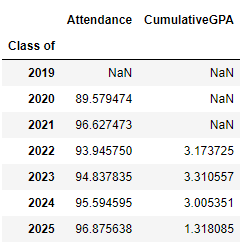 Attendance CumulativeGPA
Class of
2019 NaN NaN
2020 89.579474 NaN
2021 96.627473 NaN
2022 93.945750 3.173725
2023 94.837835 3.310557
2024 95.594595 3.005351
2025 96.875638 1.318085